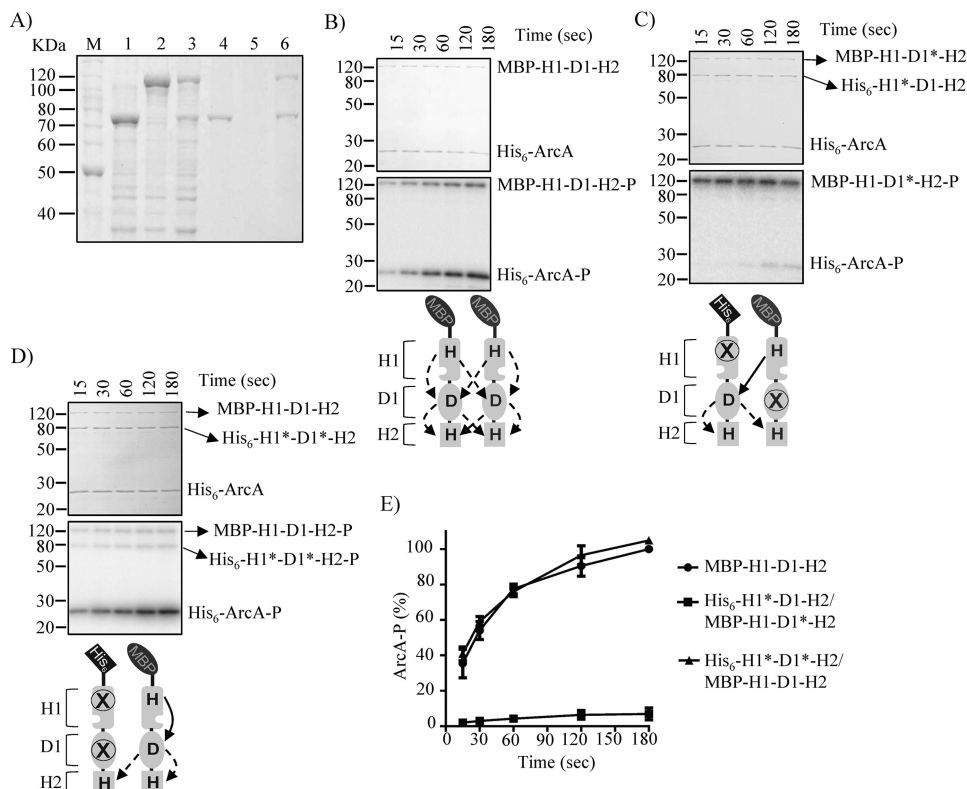 A)
KDa M 1 2 3 4 5 6
120
100
80
70
60
50
40
B)
15 30 60 120 180 Time (sec)
120
80
50
30
20
MBP-H1-D1-H2
His6-ArcA
120
80
50
30
20
MBP-H1-D1-H2-P
His6-ArcA-P
MBP MBP
H1 H H
D1 D D
H2 H H
C)
15 30 60 120 180 Time (sec)
120
80
50
30
20
MBP-H1-D1*-H2
His6-H1*-D1-H2
His6-ArcA
120
80
50
30
20
MBP-H1-D1*-H2-P
His6-ArcA-P
His6 MBP
H1 X H
D1 D X
H2 H H
D)
15 30 60 120 180 Time (sec)
120
80
50
30
20
MBP-H1-D1-H2
His6-H1*-D1*-H2
His6-ArcA
120
80
50
30
20
MBP-H1-D1-H2-P
His6-H1*-D1*-H2-P
His6-ArcA-P
His6 MBP
H1 X H
D1 X D
H2 H H
E)
ArcA-P (%)
100
80
60
40
20
0
0 30 60 90 120 150 180
Time (sec)
MBP-H1-D1-H2
His6-H1*-D1-H2/
MBP-H1-D1*-H2
His6-H1*-D1*-H2/
MBP-H1-D1-H2